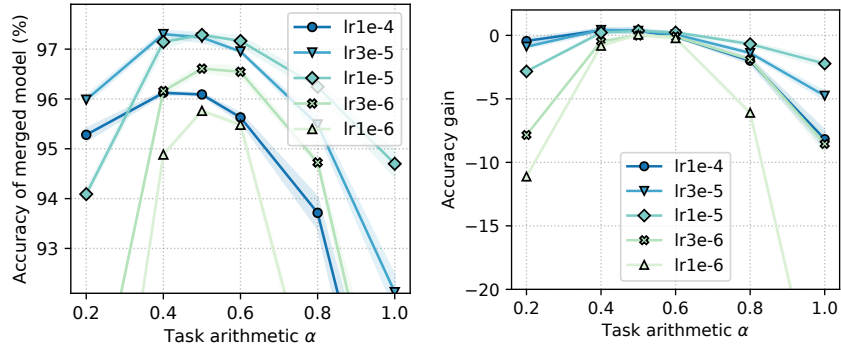 Accuracy of merged model (%)
97
96
95
94
93
0.2 0.4 0.6 0.8 1.0
Task arithmetic α
lr1e-4
lr3e-5
lr1e-5
lr3e-6
lr1e-6
Accuracy gain
0
−5
−10
−15
−20
0.2 0.4 0.6 0.8 1.0
Task arithmetic α
lr1e-4
lr3e-5
lr1e-5
lr3e-6
lr1e-6